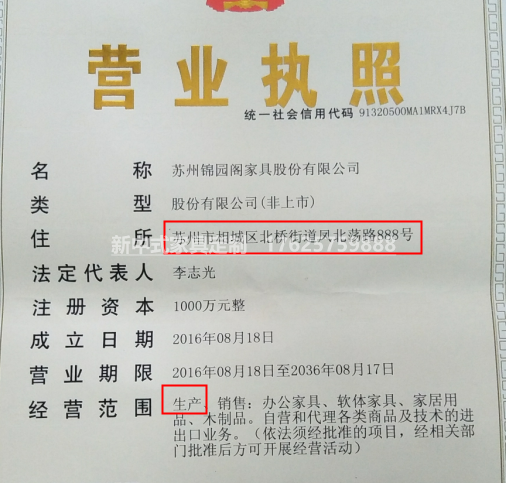 营业执照
统一社会信用代码 91320500MA1MRX4J7B
名称 苏州锦园阁家具股份有限公司
类型 股份有限公司(非上市)
住所 苏州市相城区北桥街道凤北荡路888号
法定代表人 李志光
注册资本 1000万元整
成立日期 2016年08月18日
营业期限 2016年08月18日至2036年08月17日
经营范围 生产、销售：办公家具、软体家具、家居用
品、木制品。自营和代理各类商品及技术的进
出口业务。（依法须经批准的项目，经相关部
门批准后方可开展经营活动）